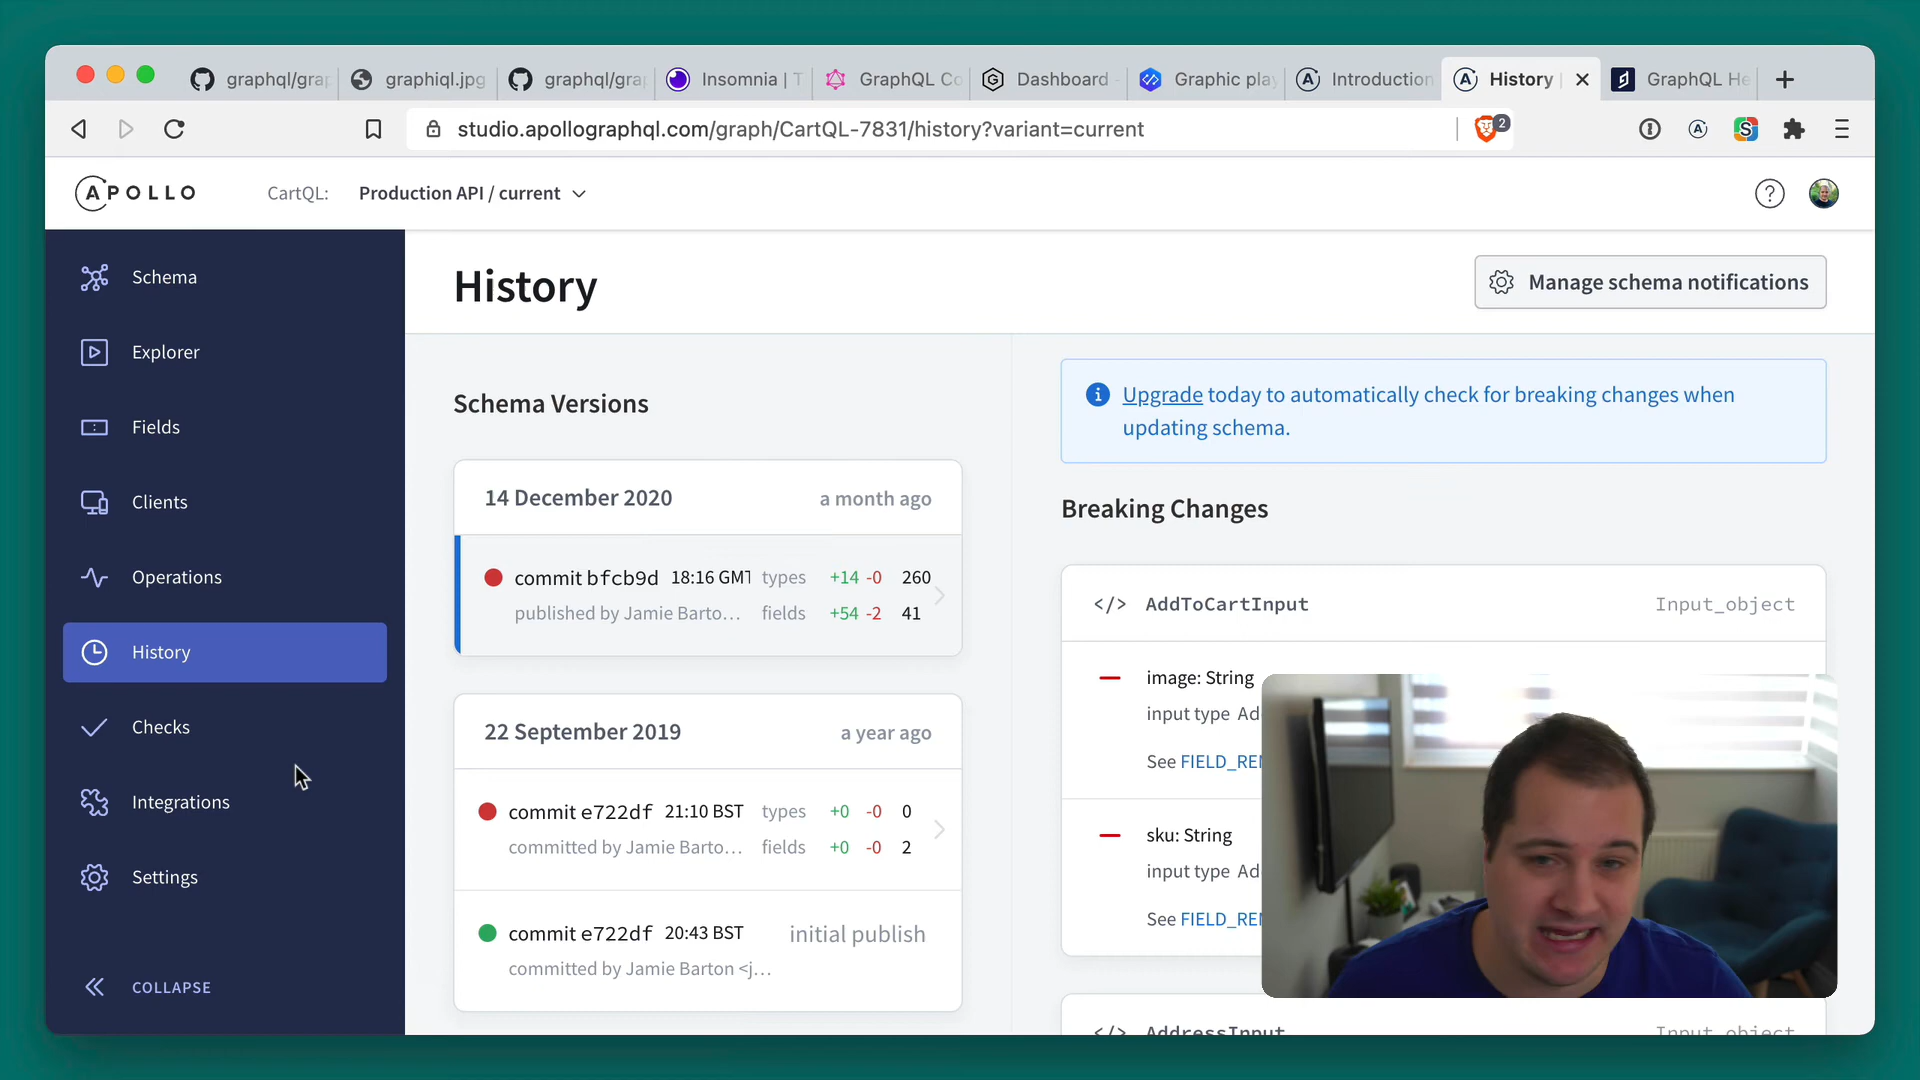 graphql/gra
graphiql.jpg
graphql/gra
Insomnia | T
GraphQL Co
Dashboard -
Graphic play
Introduction
History |
GraphQL He
studio.apollographql.com/graph/CartQL-7831/history?variant=current
2
APOLLO
CartQL:
Production API / current
Schema
Explorer
Fields
Clients
Operations
History
Checks
Integrations
Settings
COLLAPSE
History
Manage schema notifications
Schema Versions
14 December 2020 a month ago
commit bfcb9d 18:16 GMT types +14 -0 260
published by Jamie Barto... fields +54 -2 41
22 September 2019 a year ago
commit e722df 21:10 BST types +0 -0 0
committed by Jamie Barto... fields +0 -0 2
commit e722df 20:43 BST initial publish
committed by Jamie Barton <j...
Upgrade today to automatically check for breaking changes when
updating schema.
Breaking Changes
</> AddToCartInput Input_object
image: String
input type Ad
See FIELD_RE
sku: String
input type Ad
See FIELD_RE
</> AddressInput Input_object